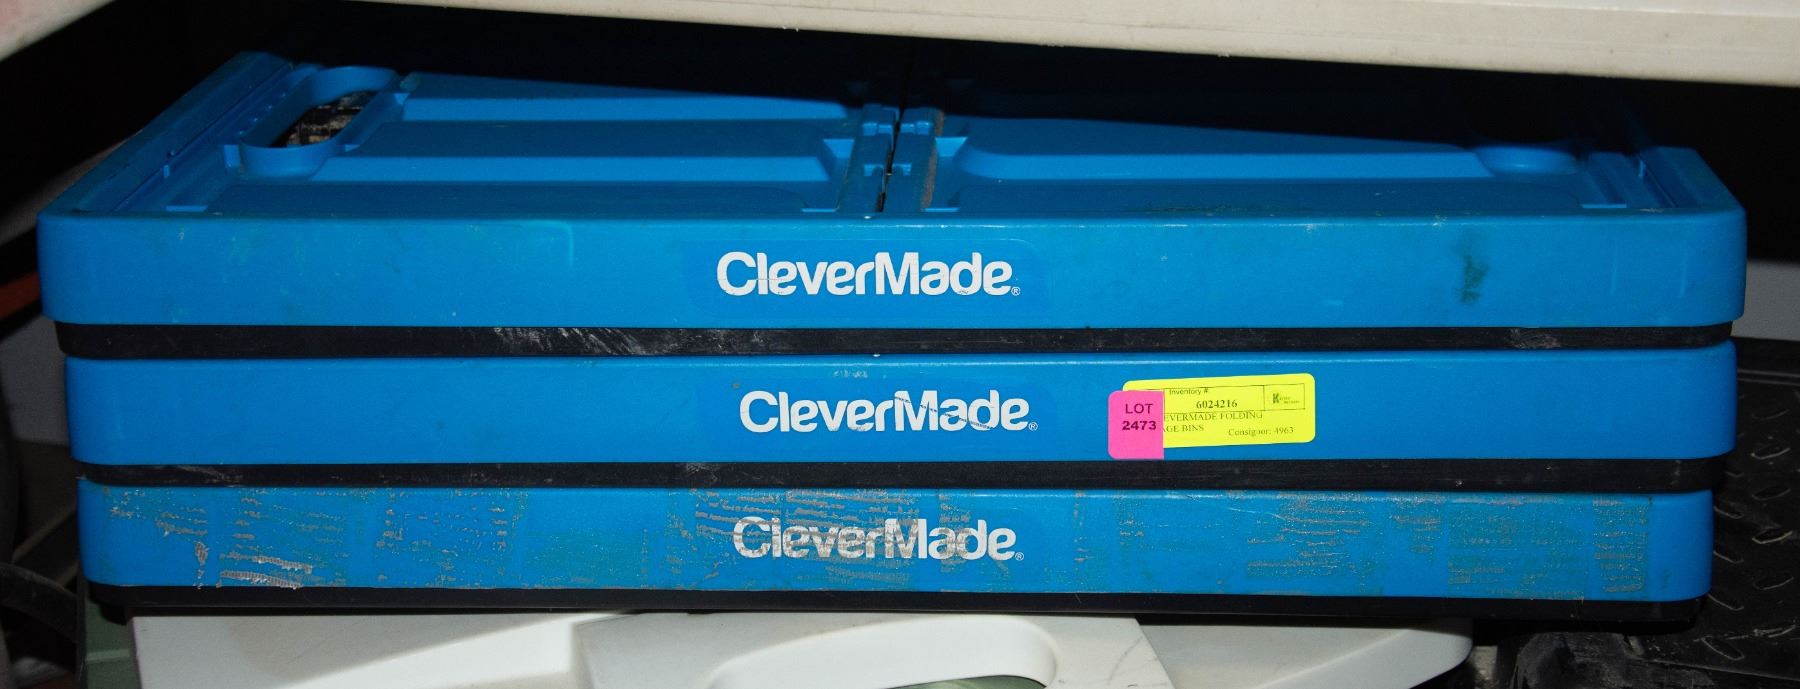 CleverMade®
CleverMade®
LOT
2473
Inventory #:
6024216
EVERMADE FOLDING
AGE BINS
Consignor: 4963
CleverMade®